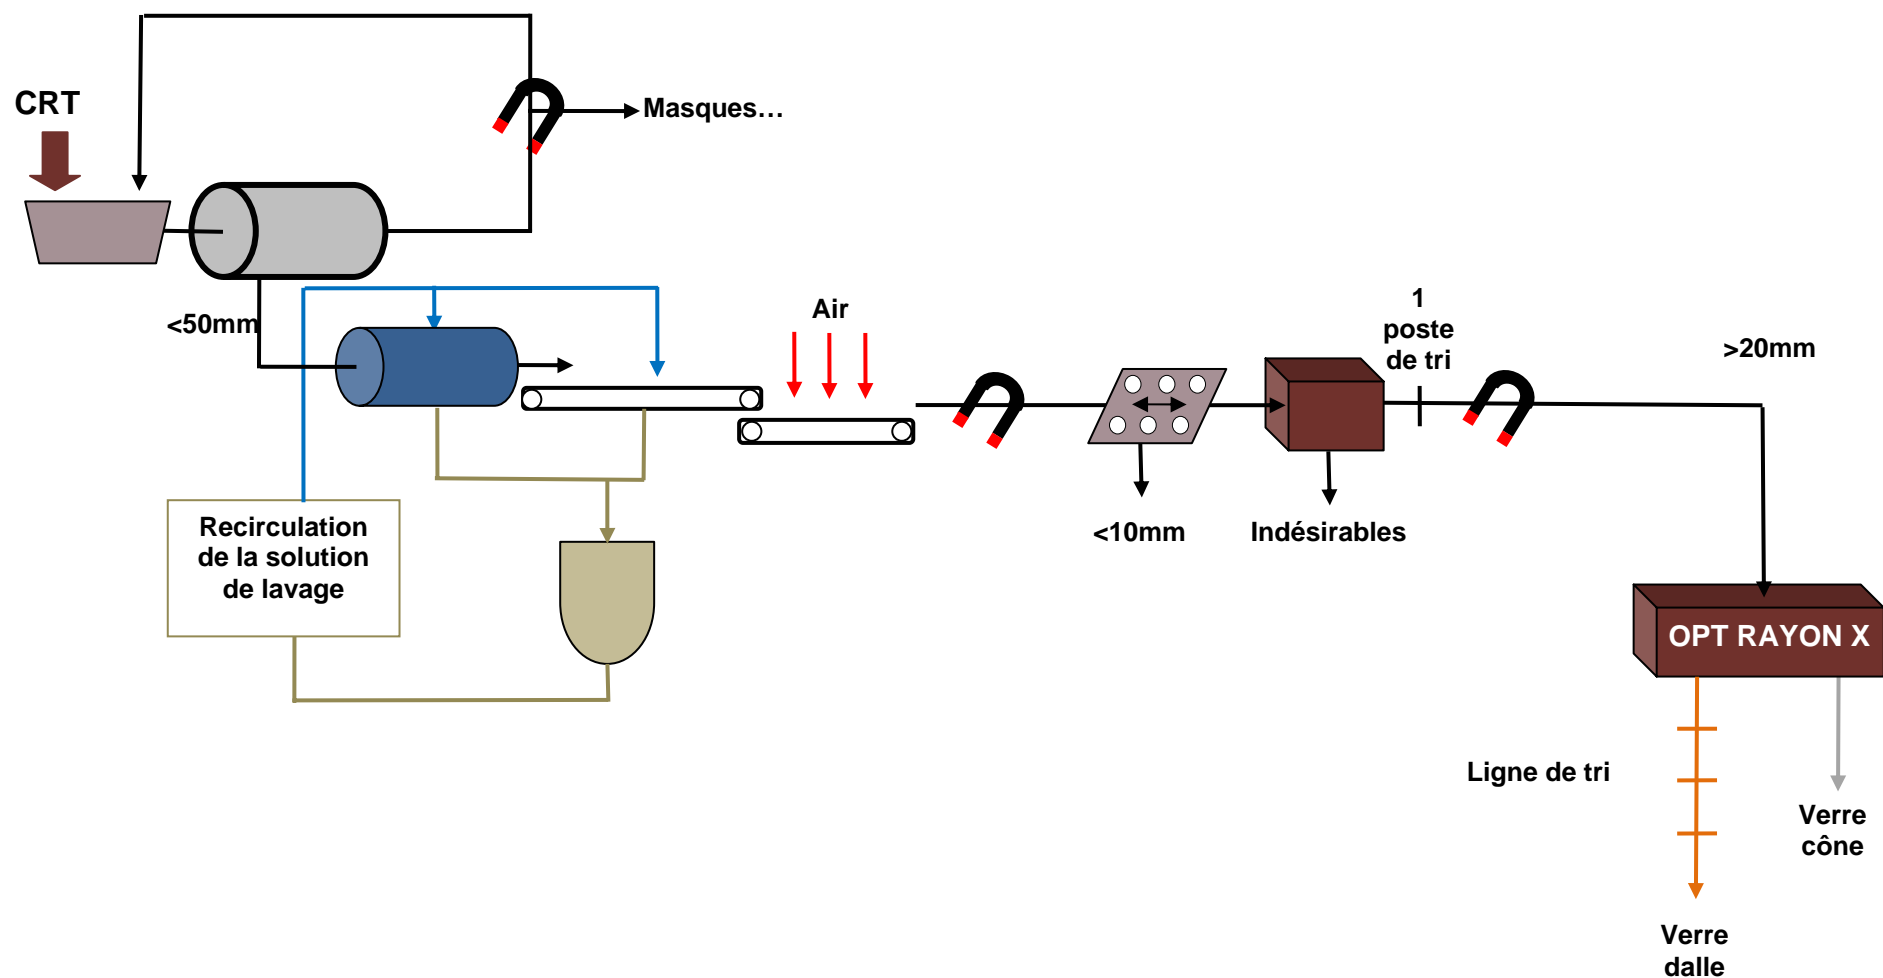 CRT
Masques…
<50mm
Air
1
poste
de tri
>20mm
Recirculation
de la solution
de lavage
<10mm
Indésirables
OPT RAYON X
Ligne de tri
Verre
cône
Verre
dalle